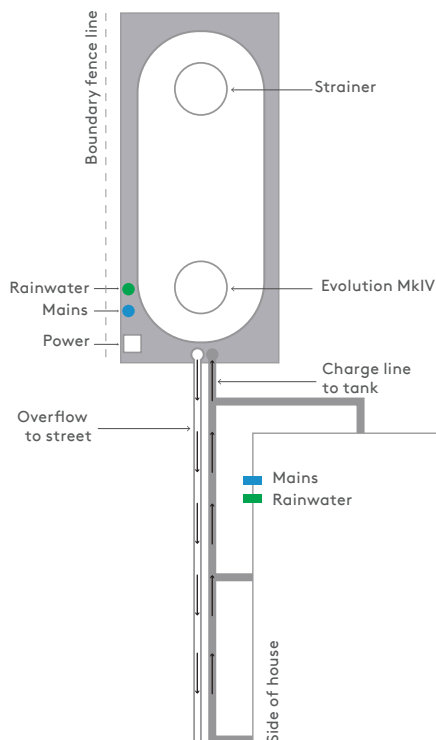 Boundary fence line
Strainer
Rainwater
Mains
Power
Evolution MkIV
Charge line
to tank
Overflow
to street
Mains
Rainwater
Side of house